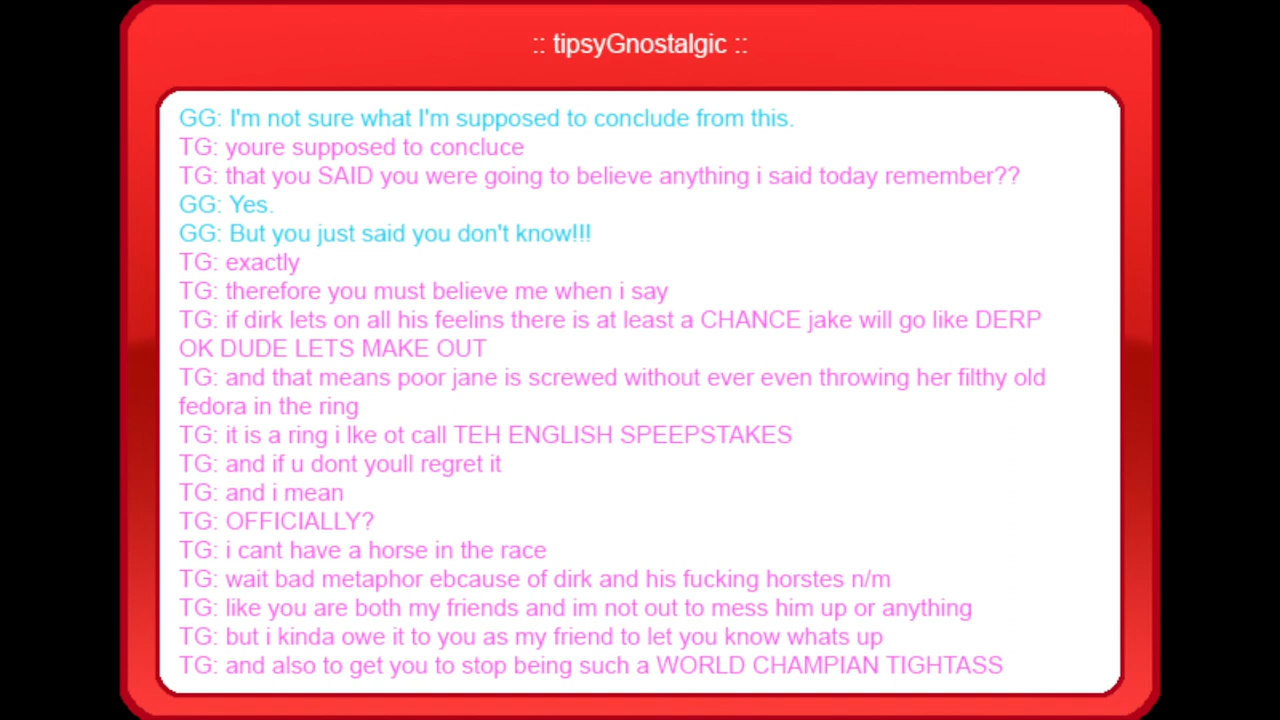 :: tipsyGnostalgic ::
GG: I'm not sure what I'm supposed to conclude from this.
TG: youre supposed to concluce
TG: that you SAID you were going to believe anything i said today remember??
GG: Yes.
GG: But you just said you don't know!!!
TG: exactly
TG: therefore you must believe me when i say
TG: if dirk lets on all his feelins there is at least a CHANCE jake will go like DERP
OK DUDE LETS MAKE OUT
TG: and that means poor jane is screwed without ever even throwing her filthy old
fedora in the ring
TG: it is a ring i lke ot call TEH ENGLISH SPEEPSTAKES
TG: and if u dont youll regret it
TG: and i mean
TG: OFFICIALLY?
TG: i cant have a horse in the race
TG: wait bad metaphor ebcause of dirk and his fucking horstes n/m
TG: like you are both my friends and im not out to mess him up or anything
TG: but i kinda owe it to you as my friend to let you know whats up
TG: and also to get you to stop being such a WORLD CHAMPIAN TIGHTASS